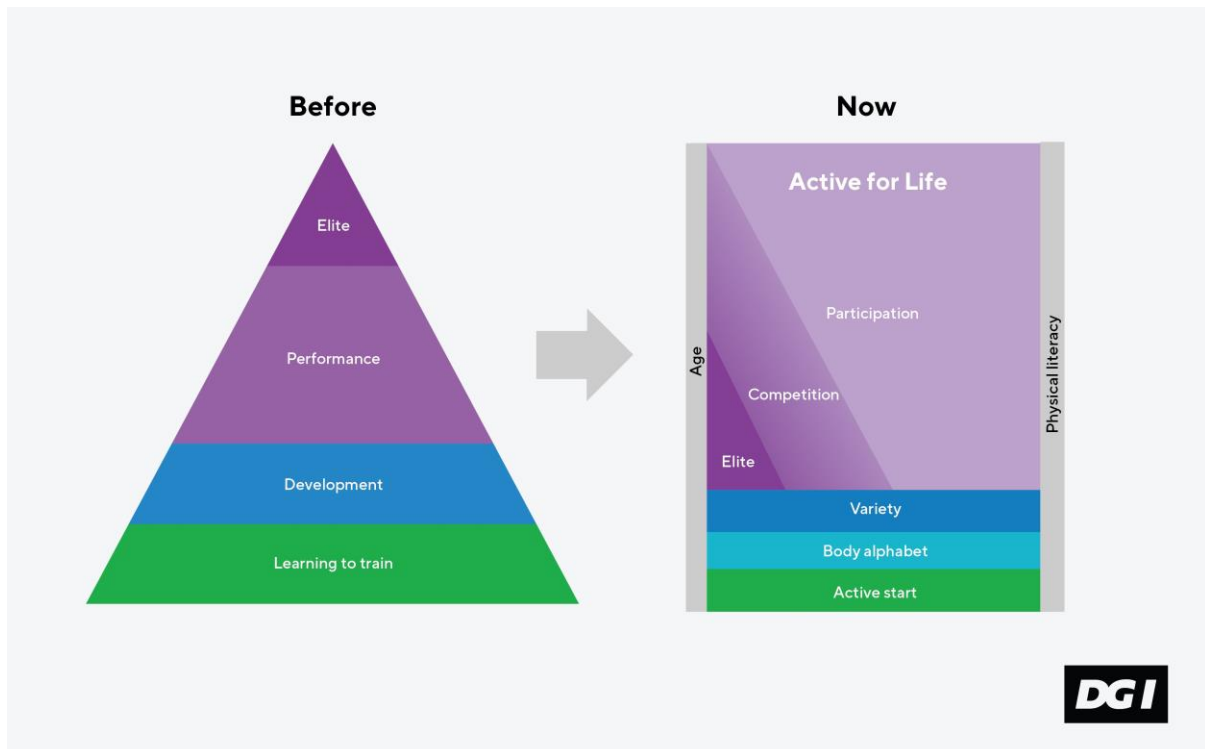 Before
Elite
Performance
Development
Learning to train
Now
Active for Life
Participation
Competition
Elite
Variety
Body alphabet
Active start
Age
Physical literacy
DGI